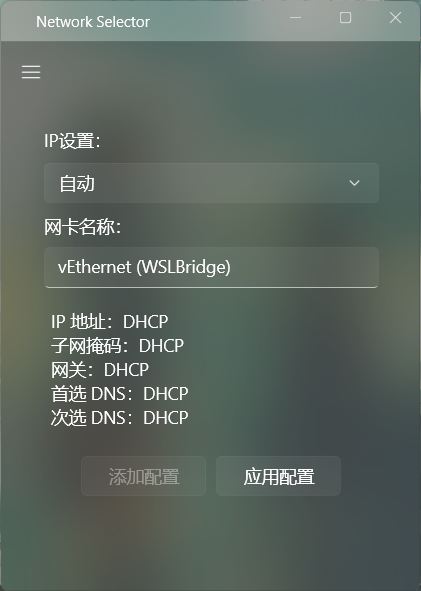 Network Selector
IP设置：
自动
网卡名称：
vEthernet (WSLBridge)
IP 地址：DHCP
子网掩码：DHCP
网关：DHCP
首选 DNS：DHCP
次选 DNS：DHCP
添加配置 应用配置